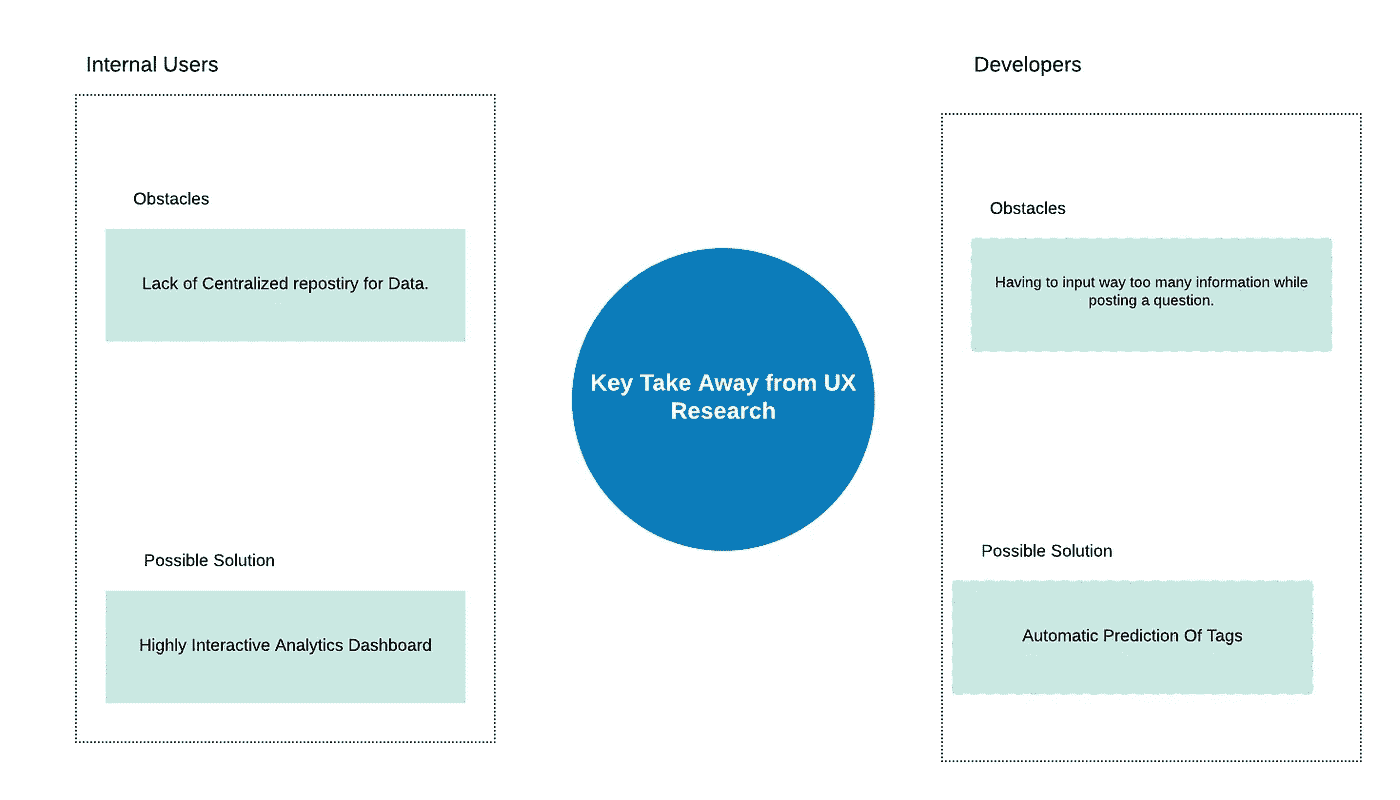 Internal Users
Obstacles
Lack of Centralized repostiry for Data.
Possible Solution
Highly Interactive Analytics Dashboard
Key Take Away from UX
Research
Developers
Obstacles
Having to input way too many information while
posting a question.
Possible Solution
Automatic Prediction Of Tags